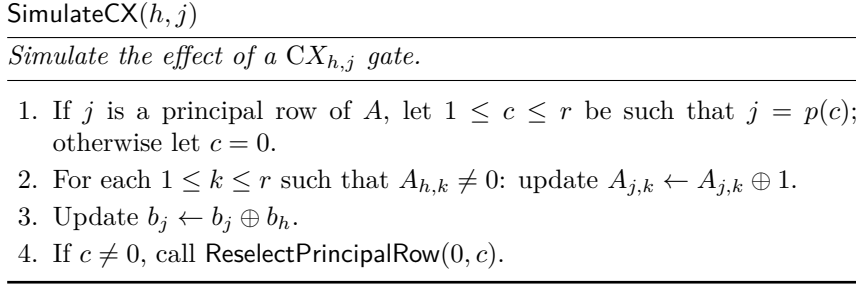 SimulateCX(h, j)
Simulate the effect of a CX_{h,j} gate.
1. If j is a principal row of A, let 1 ≤ c ≤ r be such that j = p(c);
otherwise let c = 0.
2. For each 1 ≤ k ≤ r such that A_{h,k} ≠ 0: update A_{j,k} ← A_{j,k} ⊕ 1.
3. Update b_j ← b_j ⊕ b_h.
4. If c ≠ 0, call ReselectPrincipalRow(0, c).